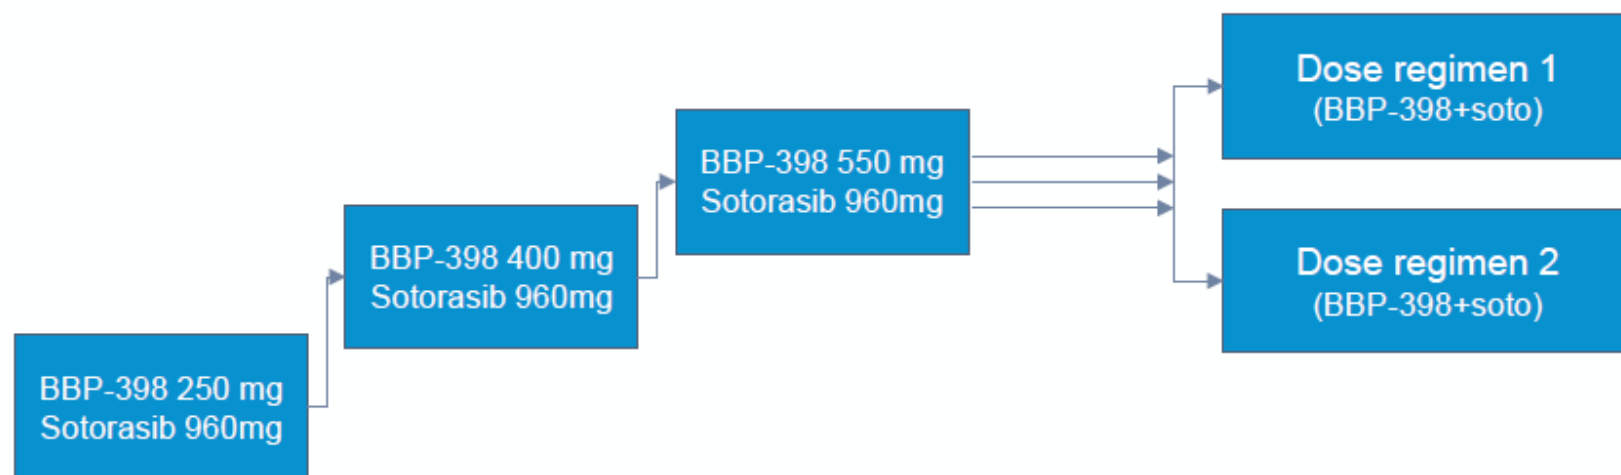 BBP-398 250 mg
Sotorasib 960mg
BBP-398 400 mg
Sotorasib 960mg
BBP-398 550 mg
Sotorasib 960mg
Dose regimen 1
(BBP-398+soto)
Dose regimen 2
(BBP-398+soto)